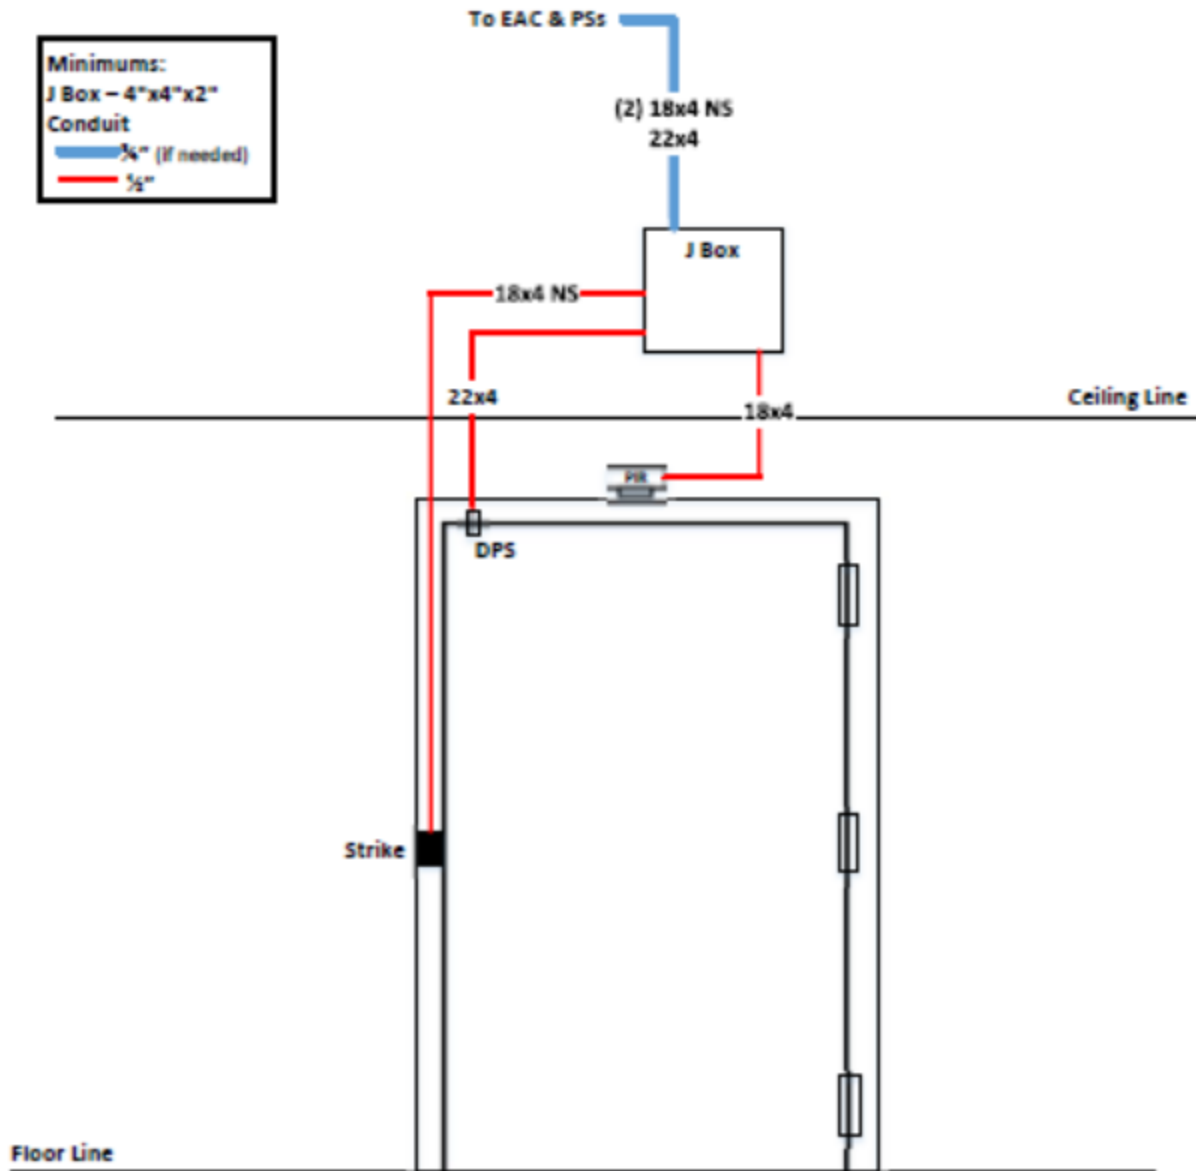 To EAC & PSs
Minimums:
J Box – 4"x4"x2"
Conduit
¾" (if needed)
½"
(2) 18x4 NS
22x4
J Box
18x4 NS
22x4
Ceiling Line
18x4
PIR
DPS
Strike
Floor Line